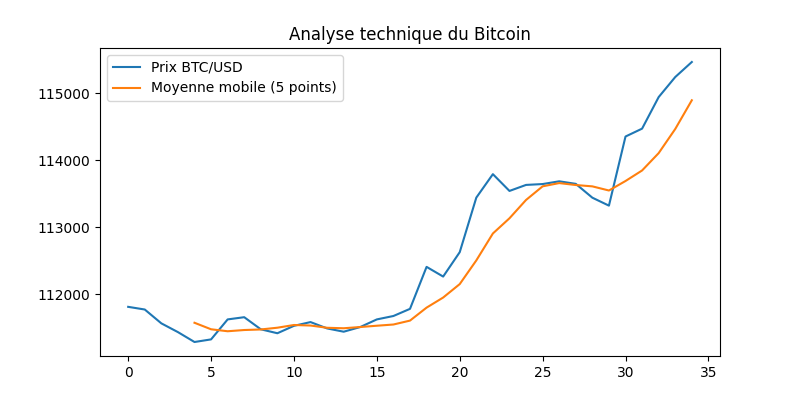 Analyse technique du Bitcoin
Prix BTC/USD
Moyenne mobile (5 points)
115000
114000
113000
112000
0 5 10 15 20 25 30 35